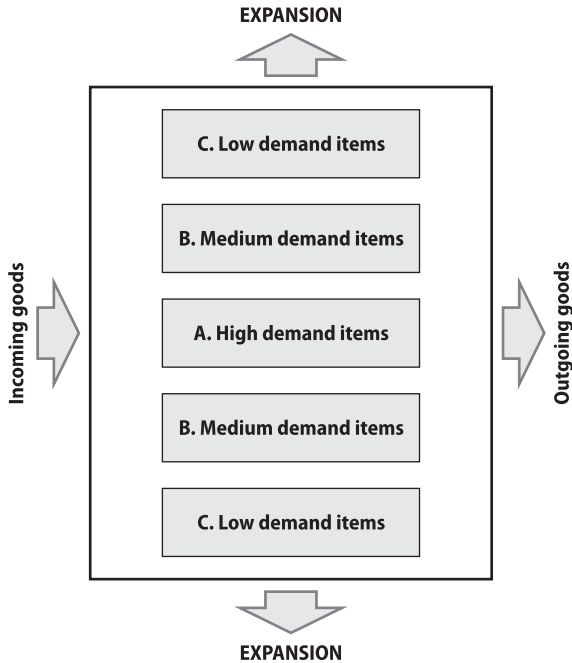 EXPANSION
C. Low demand items
B. Medium demand items
Incoming goods
A. High demand items
Outgoing goods
B. Medium demand items
C. Low demand items
EXPANSION